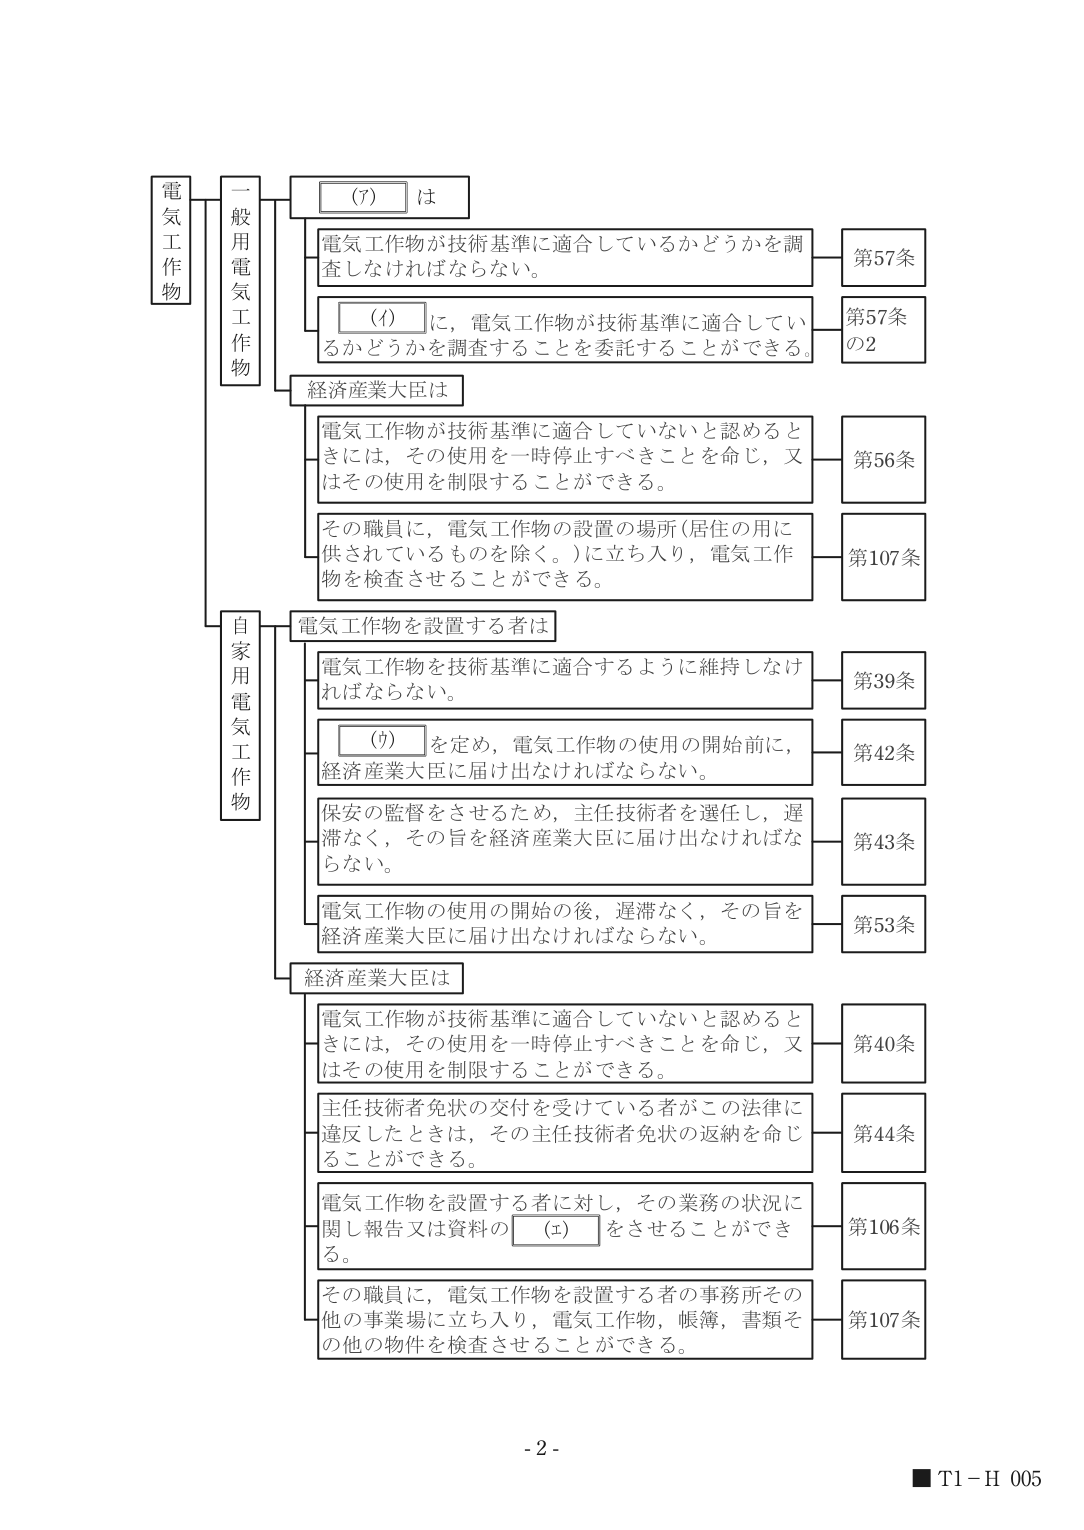 電気工作物
一般用電気工作物
(ア) は
電気工作物が技術基準に適合しているかどうかを調
査しなければならない。
第57条
(イ) に，電気工作物が技術基準に適合してい
るかどうかを調査することを委託することができる。
第57条
の2
経済産業大臣は
電気工作物が技術基準に適合していないと認めると
きには，その使用を一時停止すべきことを命じ，又
はその使用を制限することができる。
第56条
その職員に，電気工作物の設置の場所(居住の用に
供されているものを除く。)に立ち入り，電気工作
物を検査させることができる。
第107条
自家用電気工作物
電気工作物を設置する者は
電気工作物を技術基準に適合するように維持しなけ
ればならない。
第39条
(ウ) を定め，電気工作物の使用の開始前に，
経済産業大臣に届け出なければならない。
第42条
保安の監督をさせるため，主任技術者を選任し，遅
滞なく，その旨を経済産業大臣に届け出なければな
らない。
第43条
電気工作物の使用の開始の後，遅滞なく，その旨を
経済産業大臣に届け出なければならない。
第53条
経済産業大臣は
電気工作物が技術基準に適合していないと認めると
きには，その使用を一時停止すべきことを命じ，又
はその使用を制限することができる。
第40条
主任技術者免状の交付を受けている者がこの法律に
違反したときは，その主任技術者免状の返納を命じ
ることができる。
第44条
電気工作物を設置する者に対し，その業務の状況に
関し報告又は資料の (エ) をさせることができ
る。
第106条
その職員に，電気工作物を設置する者の事務所その
他の事業場に立ち入り，電気工作物，帳簿，書類そ
の他の物件を検査させることができる。
第107条
- 2 -
■ T1－H 005